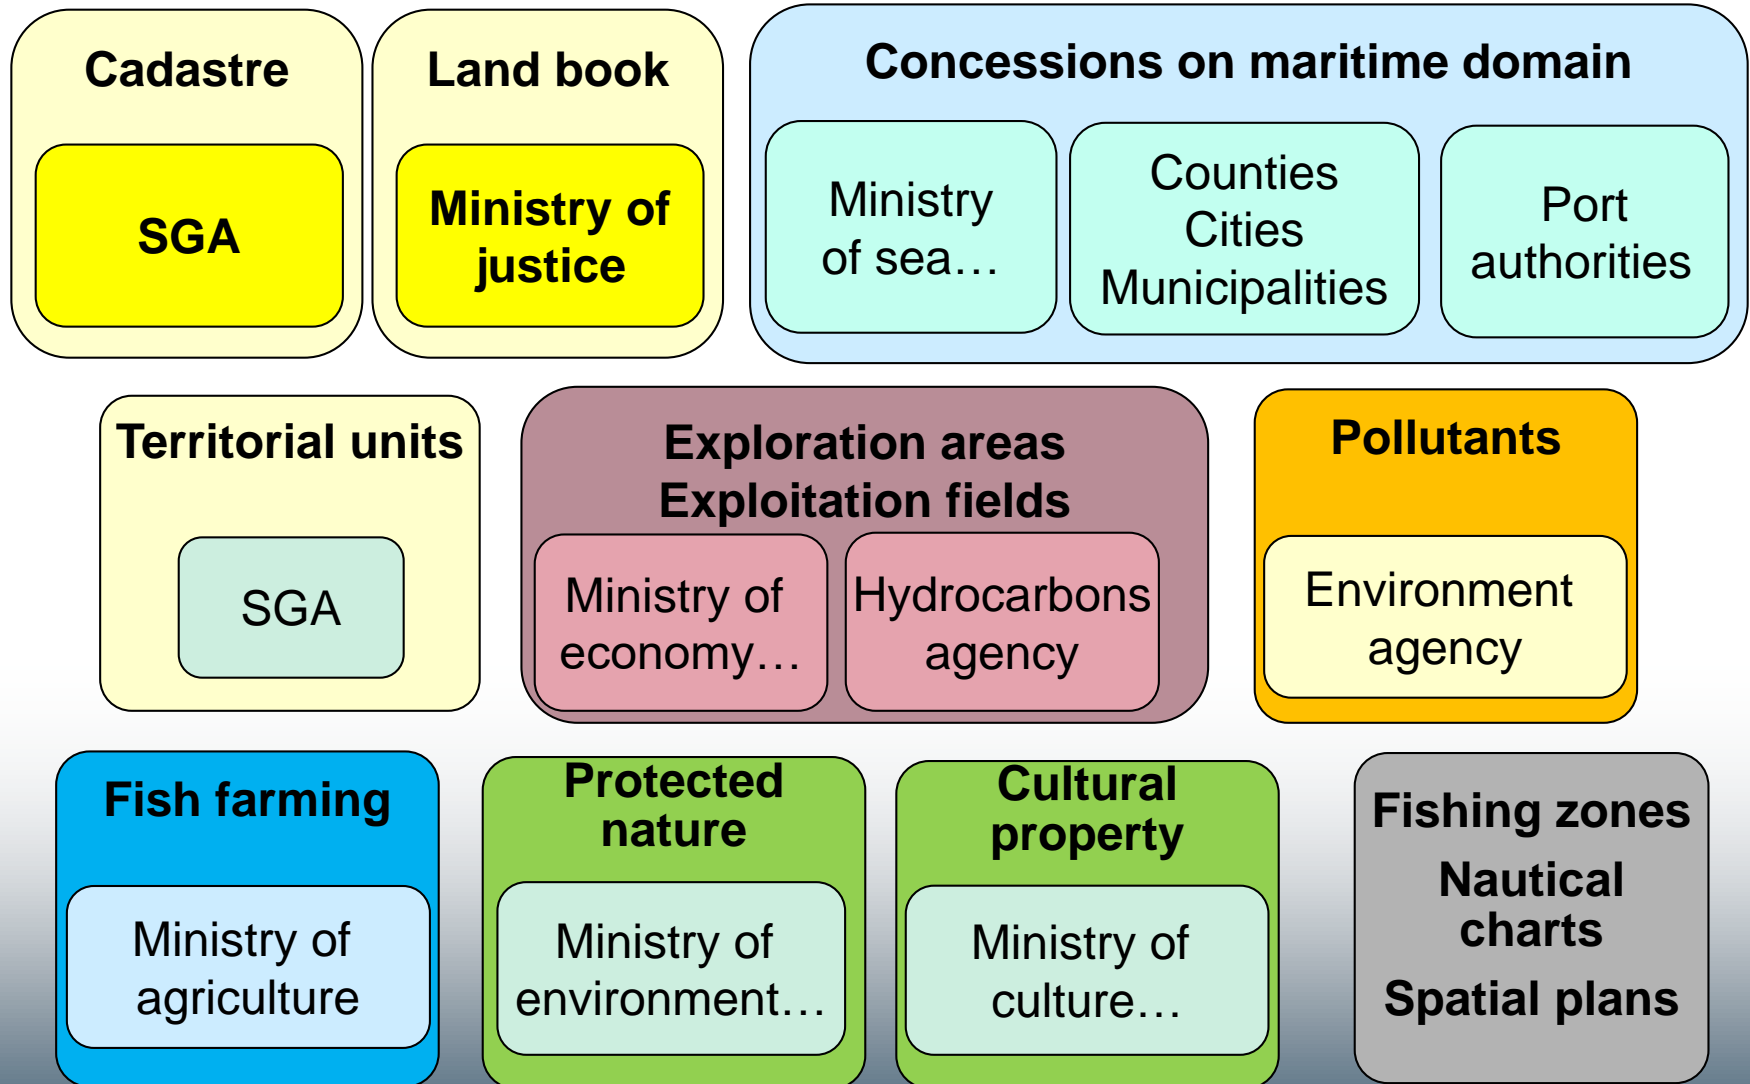 Cadastre
SGA
Land book
Ministry of
justice
Concessions on maritime domain
Ministry
of sea…
Counties
Cities
Municipalities
Port
authorities
Territorial units
SGA
Exploration areas
Exploitation fields
Ministry of
economy…
Hydrocarbons
agency
Pollutants
Environment
agency
Fish farming
Ministry of
agriculture
Protected
nature
Ministry of
environment…
Cultural
property
Ministry of
culture…
Fishing zones
Nautical
charts
Spatial plans